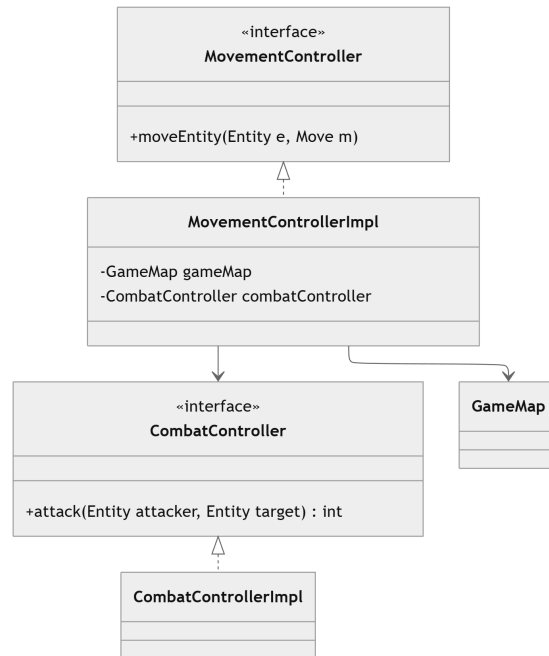 «interface»
MovementController
+moveEntity(Entity e, Move m)
MovementControllerImpl
-GameMap gameMap
-CombatController combatController
«interface»
CombatController
+attack(Entity attacker, Entity target) : int
GameMap
CombatControllerImpl